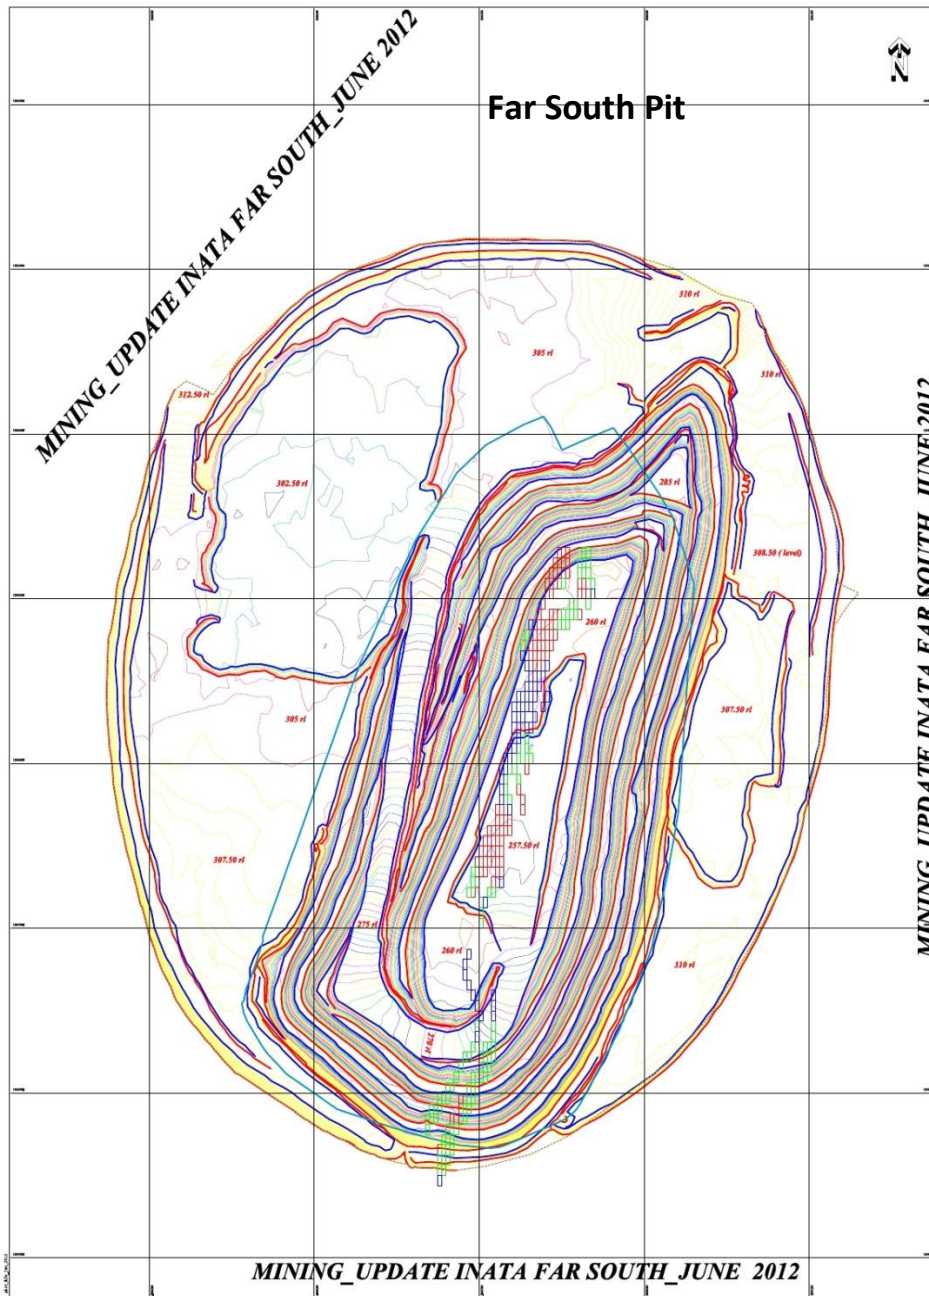 MINING_UPDATE INATA FAR SOUTH_JUNE 2012
Far South Pit
N
310 rl
305 rl
310 rl
312.50 rl
302.50 rl
285 rl
308.50 ( level)
260 rl
307.50 rl
305 rl
257.50 rl
307.50 rl
275 rl
260 rl
310 rl
270 rl
MINING_UPDATE INATA FAR SOUTH_JUNE 2012
MINING_UPDATE INATA FAR SOUTH_JUNE 2012